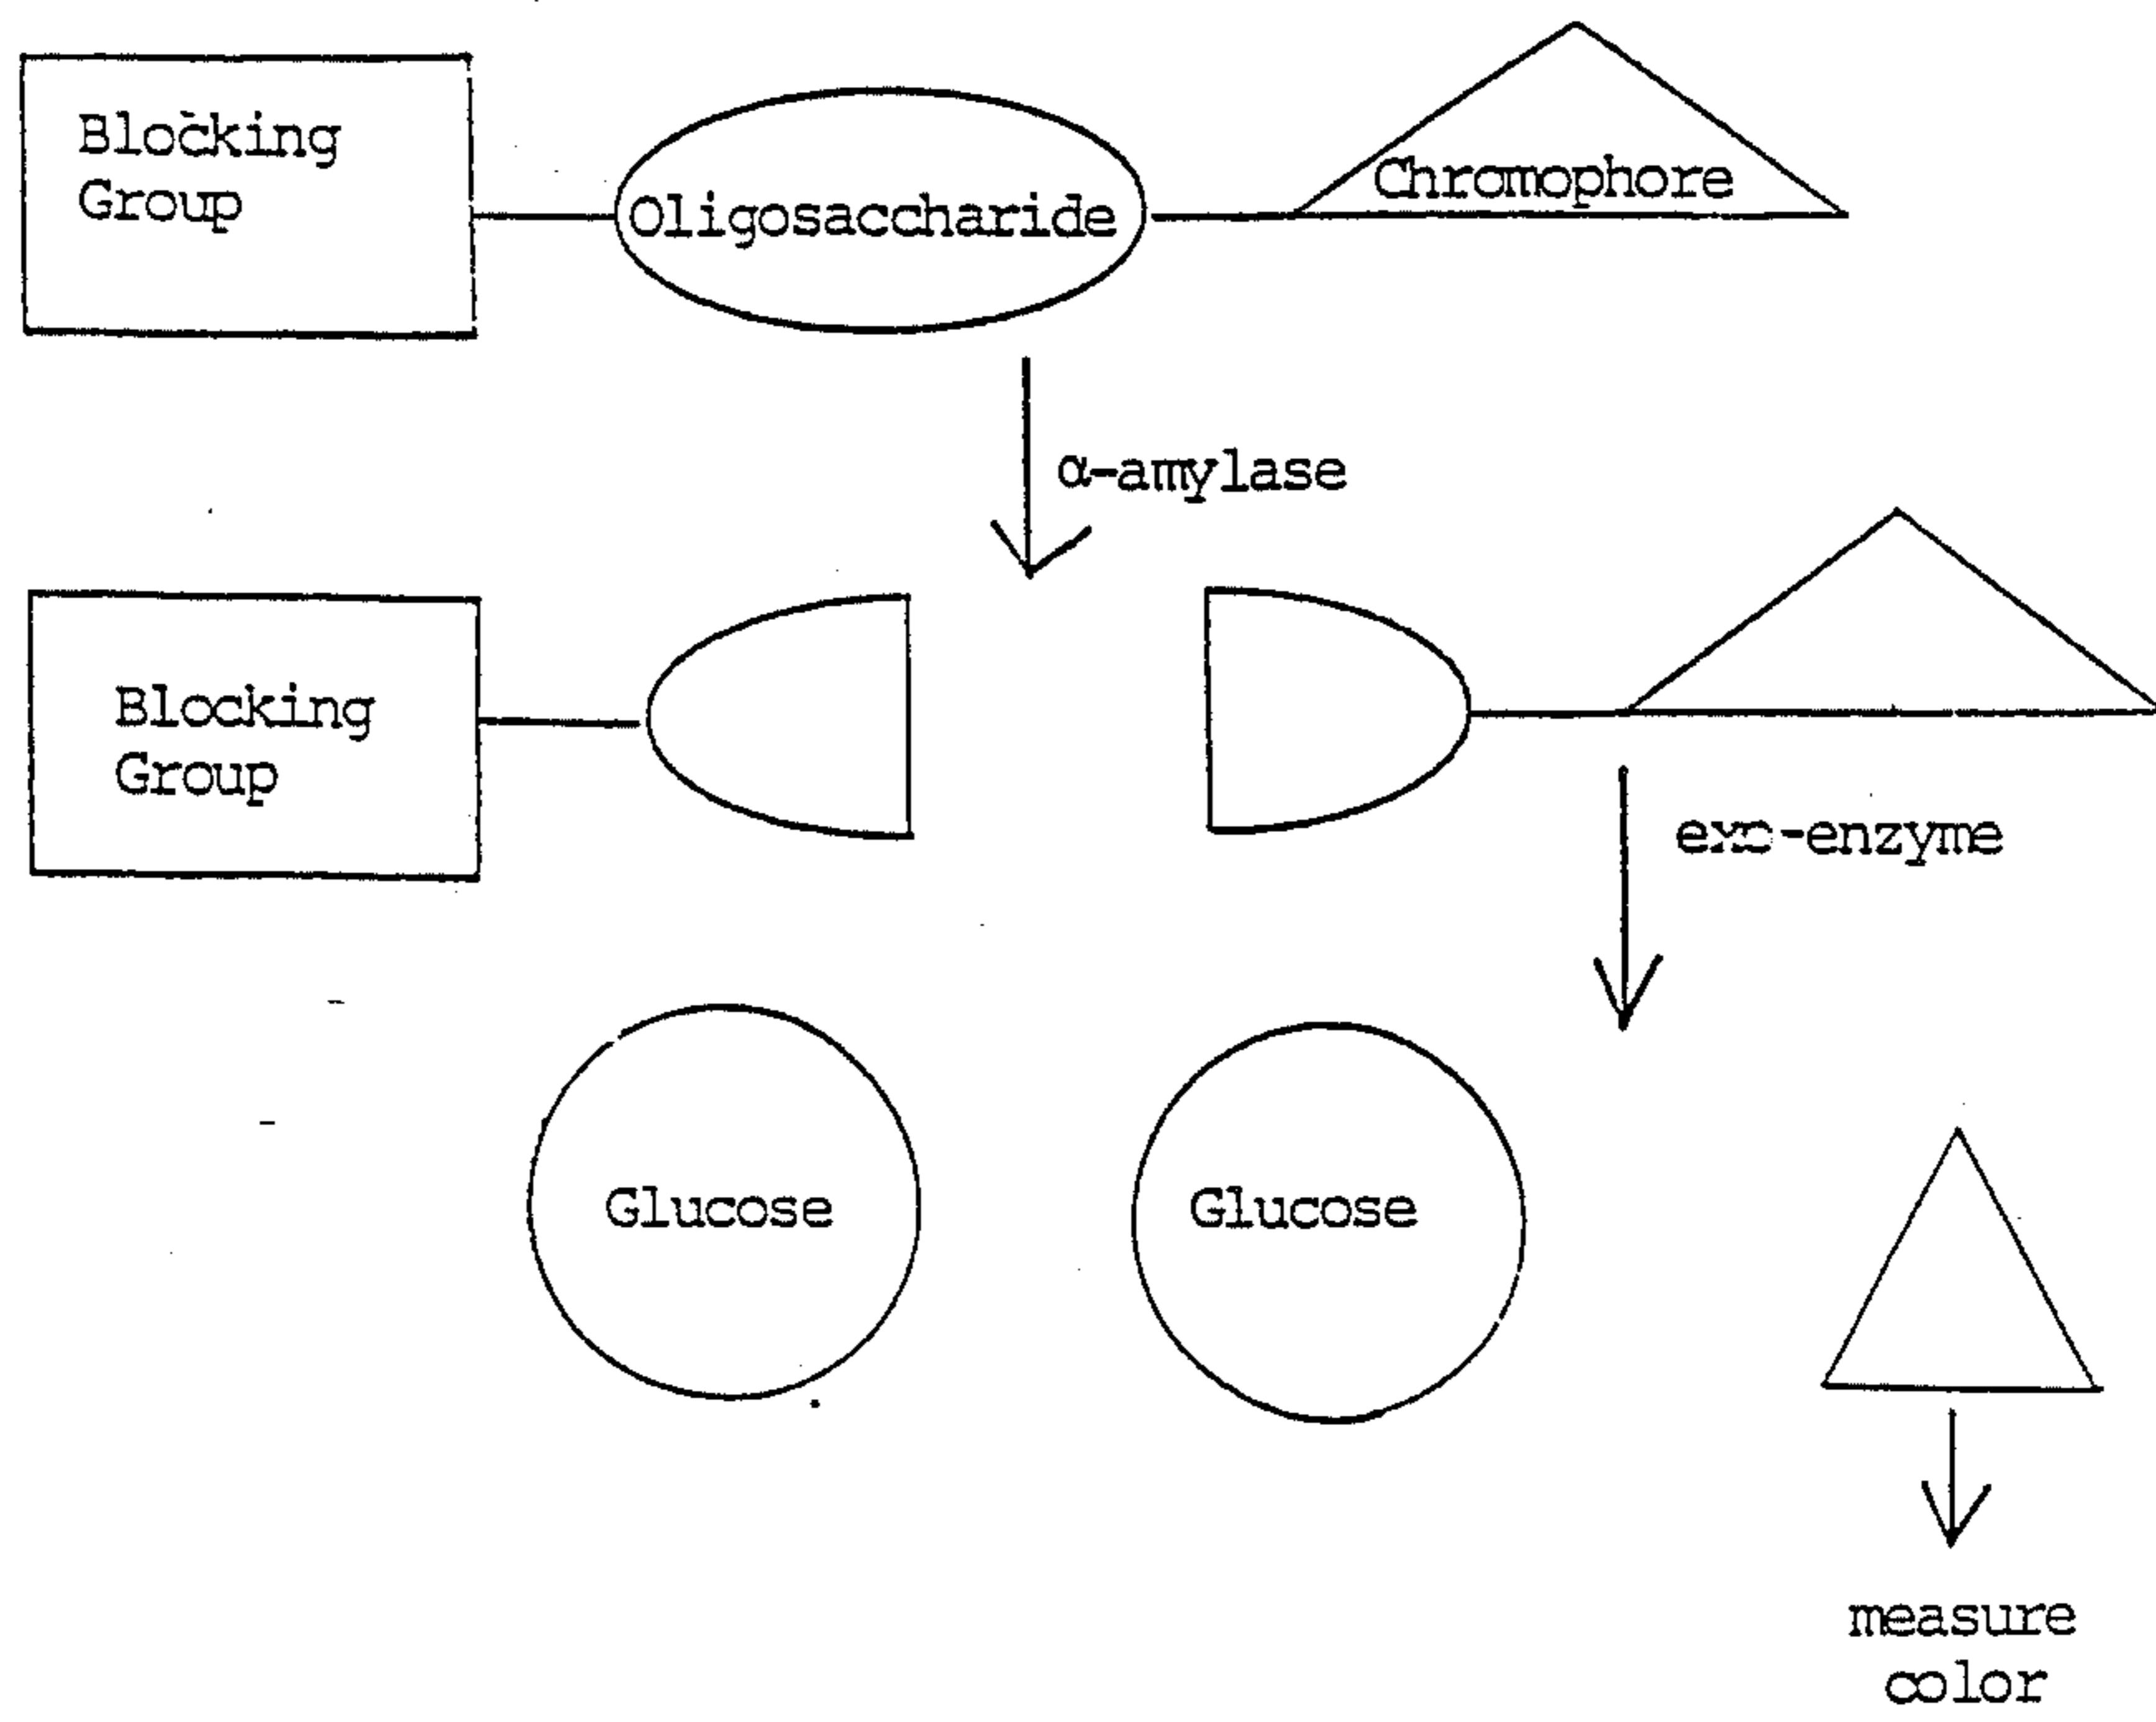 Blocking
Group
Oligosaccharide
Chromophore
α-amylase
Blocking
Group
exo-enzyme
Glucose
Glucose
measure
color